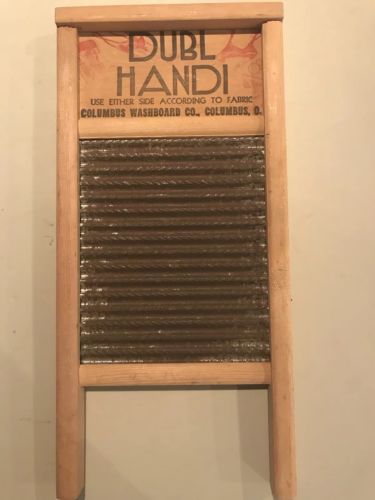 DUBL
HANDI
USE EITHER SIDE ACCORDING TO FABRIC
COLUMBUS WASHBOARD CO., COLUMBUS, O.